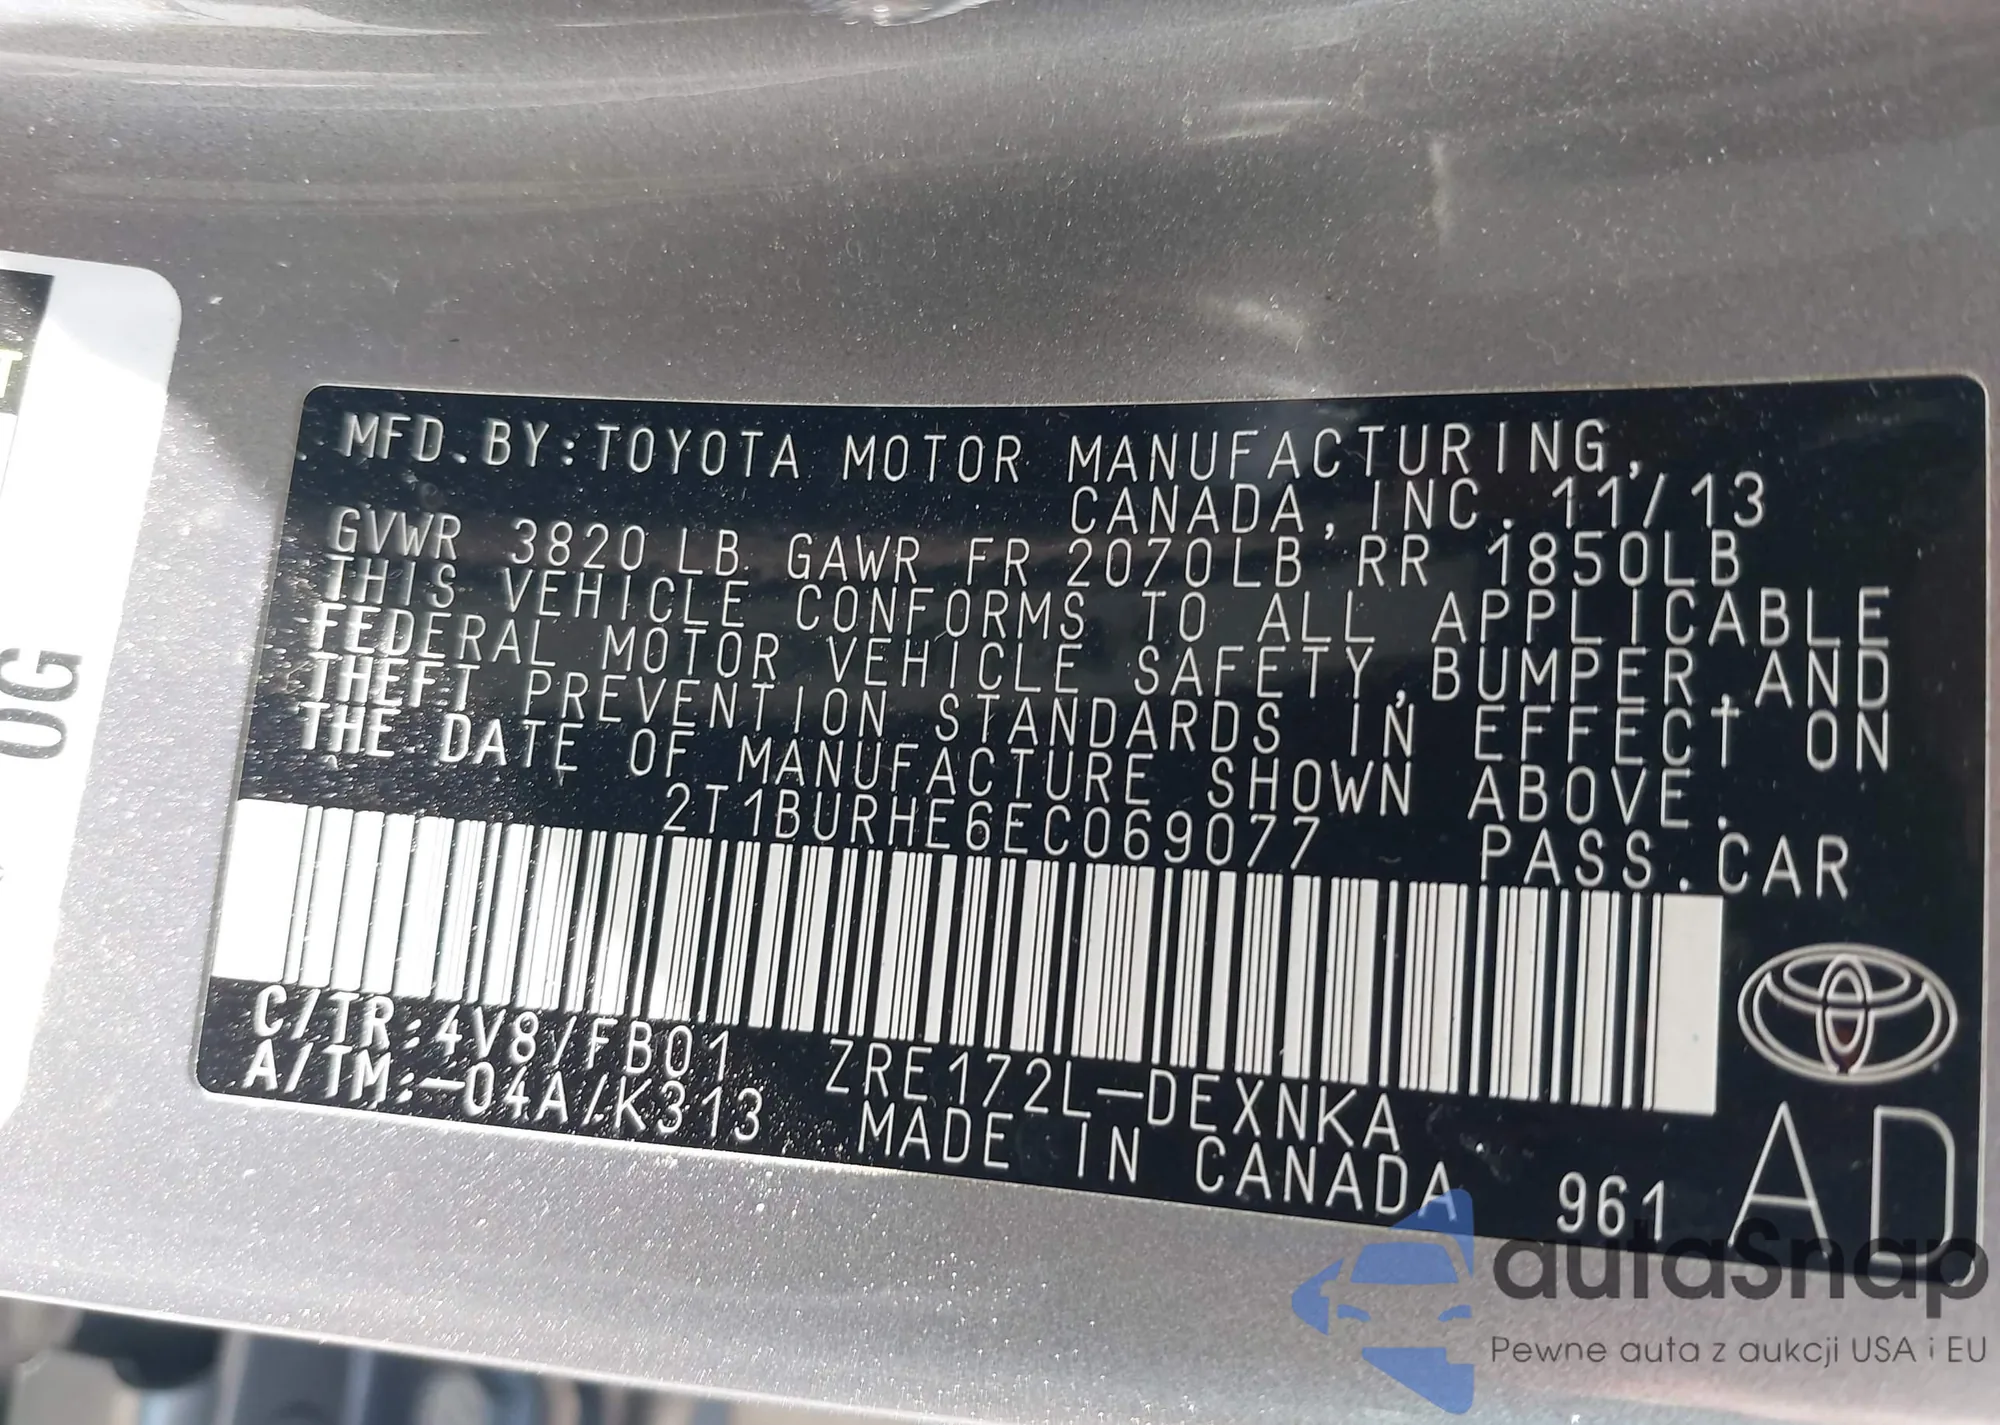 MFD.BY:TOYOTA MOTOR MANUFACTURING,
CANADA,INC. 11/13
GVWR 3820 LB GAWR FR 2070LB RR 1850LB
THIS VEHICLE CONFORMS TO ALL APPLICABLE
FEDERAL MOTOR VEHICLE SAFETY,BUMPER,AND
THEFT PREVENTION STANDARDS IN EFFECT ON
THE DATE OF MANUFACTURE SHOWN ABOVE.
2T1BURHE6EC069077 PASS.CAR
C/TR:4V8/FB01 ZRE172L-DEXNKA
A/TM:-04A/K313 MADE IN CANADA 961 AD
OG
autaSnap
Pewne auta z aukcji USA i EU